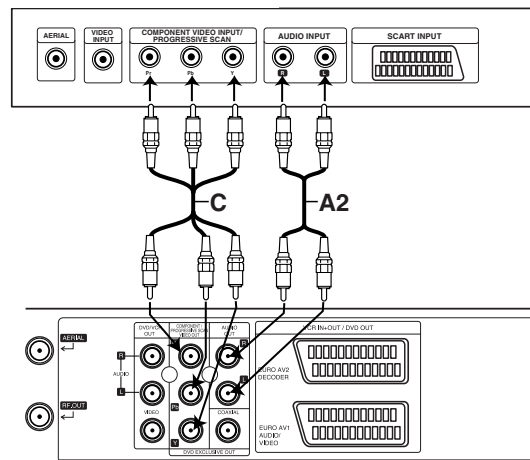 AERIAL
VIDEO
INPUT
COMPONENT VIDEO INPUT/
PROGRESSIVE SCAN
AUDIO INPUT
SCART INPUT
Pr
Pb
Y
R
L
C
A2
AERIAL
RF.OUT
DVD/VCR
OUT
COMPONENT /
PROGRESSIVE SCAN
VIDEO OUT
AUDIO
OUT
VCR IN+OUT / DVD OUT
R
AUDIO
L
R
L
Pb
EURO AV2
DECODER
VIDEO
COAXIAL
Y
EURO AV1
AUDIO/
VIDEO
DVD EXCLUSIVE OUT